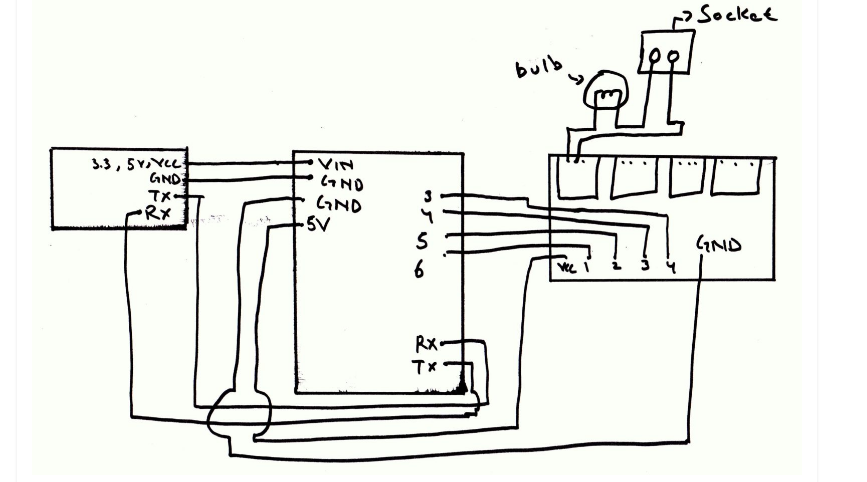 Socket
bulb
3.3, 5V, VCC
GND
Tx
Rx
VIN
GND
GND
5V
3
4
5
6
Rx
Tx
VCC 1 2 3 4
GND